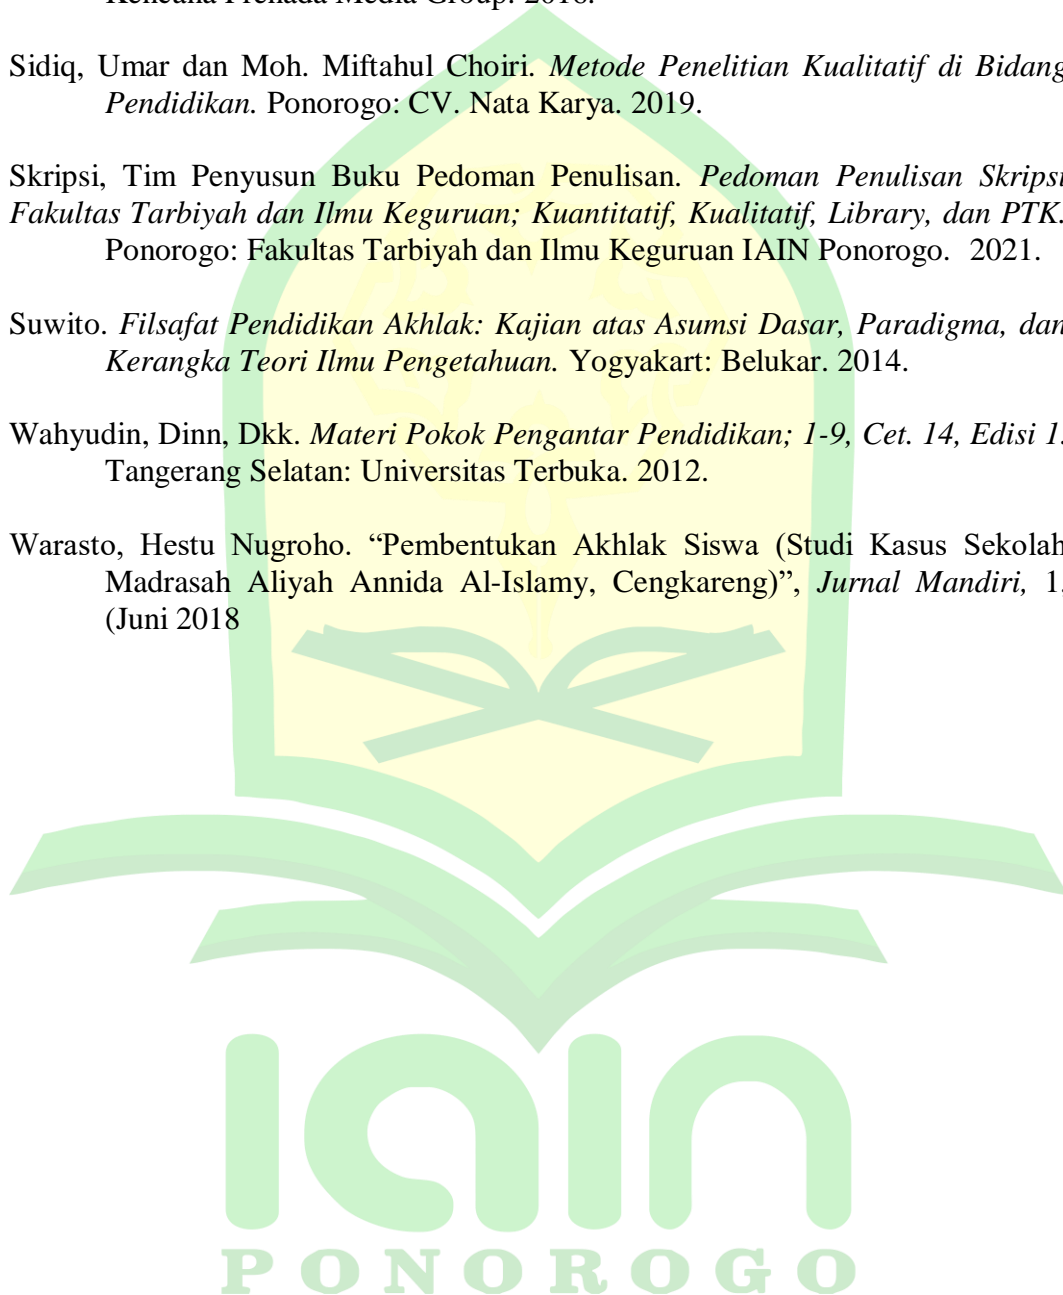 Kencana Prenada Media Group. 2016.
Sidiq, Umar dan Moh. Miftahul Choiri. Metode Penelitian Kualitatif di Bidang
Pendidikan. Ponorogo: CV. Nata Karya. 2019.
Skripsi, Tim Penyusun Buku Pedoman Penulisan. Pedoman Penulisan Skripsi
Fakultas Tarbiyah dan Ilmu Keguruan; Kuantitatif, Kualitatif, Library, dan PTK.
Ponorogo: Fakultas Tarbiyah dan Ilmu Keguruan IAIN Ponorogo. 2021.
Suwito. Filsafat Pendidikan Akhlak: Kajian atas Asumsi Dasar, Paradigma, dan
Kerangka Teori Ilmu Pengetahuan. Yogyakart: Belukar. 2014.
Wahyudin, Dinn, Dkk. Materi Pokok Pengantar Pendidikan; 1-9, Cet. 14, Edisi 1.
Tangerang Selatan: Universitas Terbuka. 2012.
Warasto, Hestu Nugroho. “Pembentukan Akhlak Siswa (Studi Kasus Sekolah
Madrasah Aliyah Annida Al-Islamy, Cengkareng)”, Jurnal Mandiri, 1.
(Juni 2018
IAIN
PONOROGO